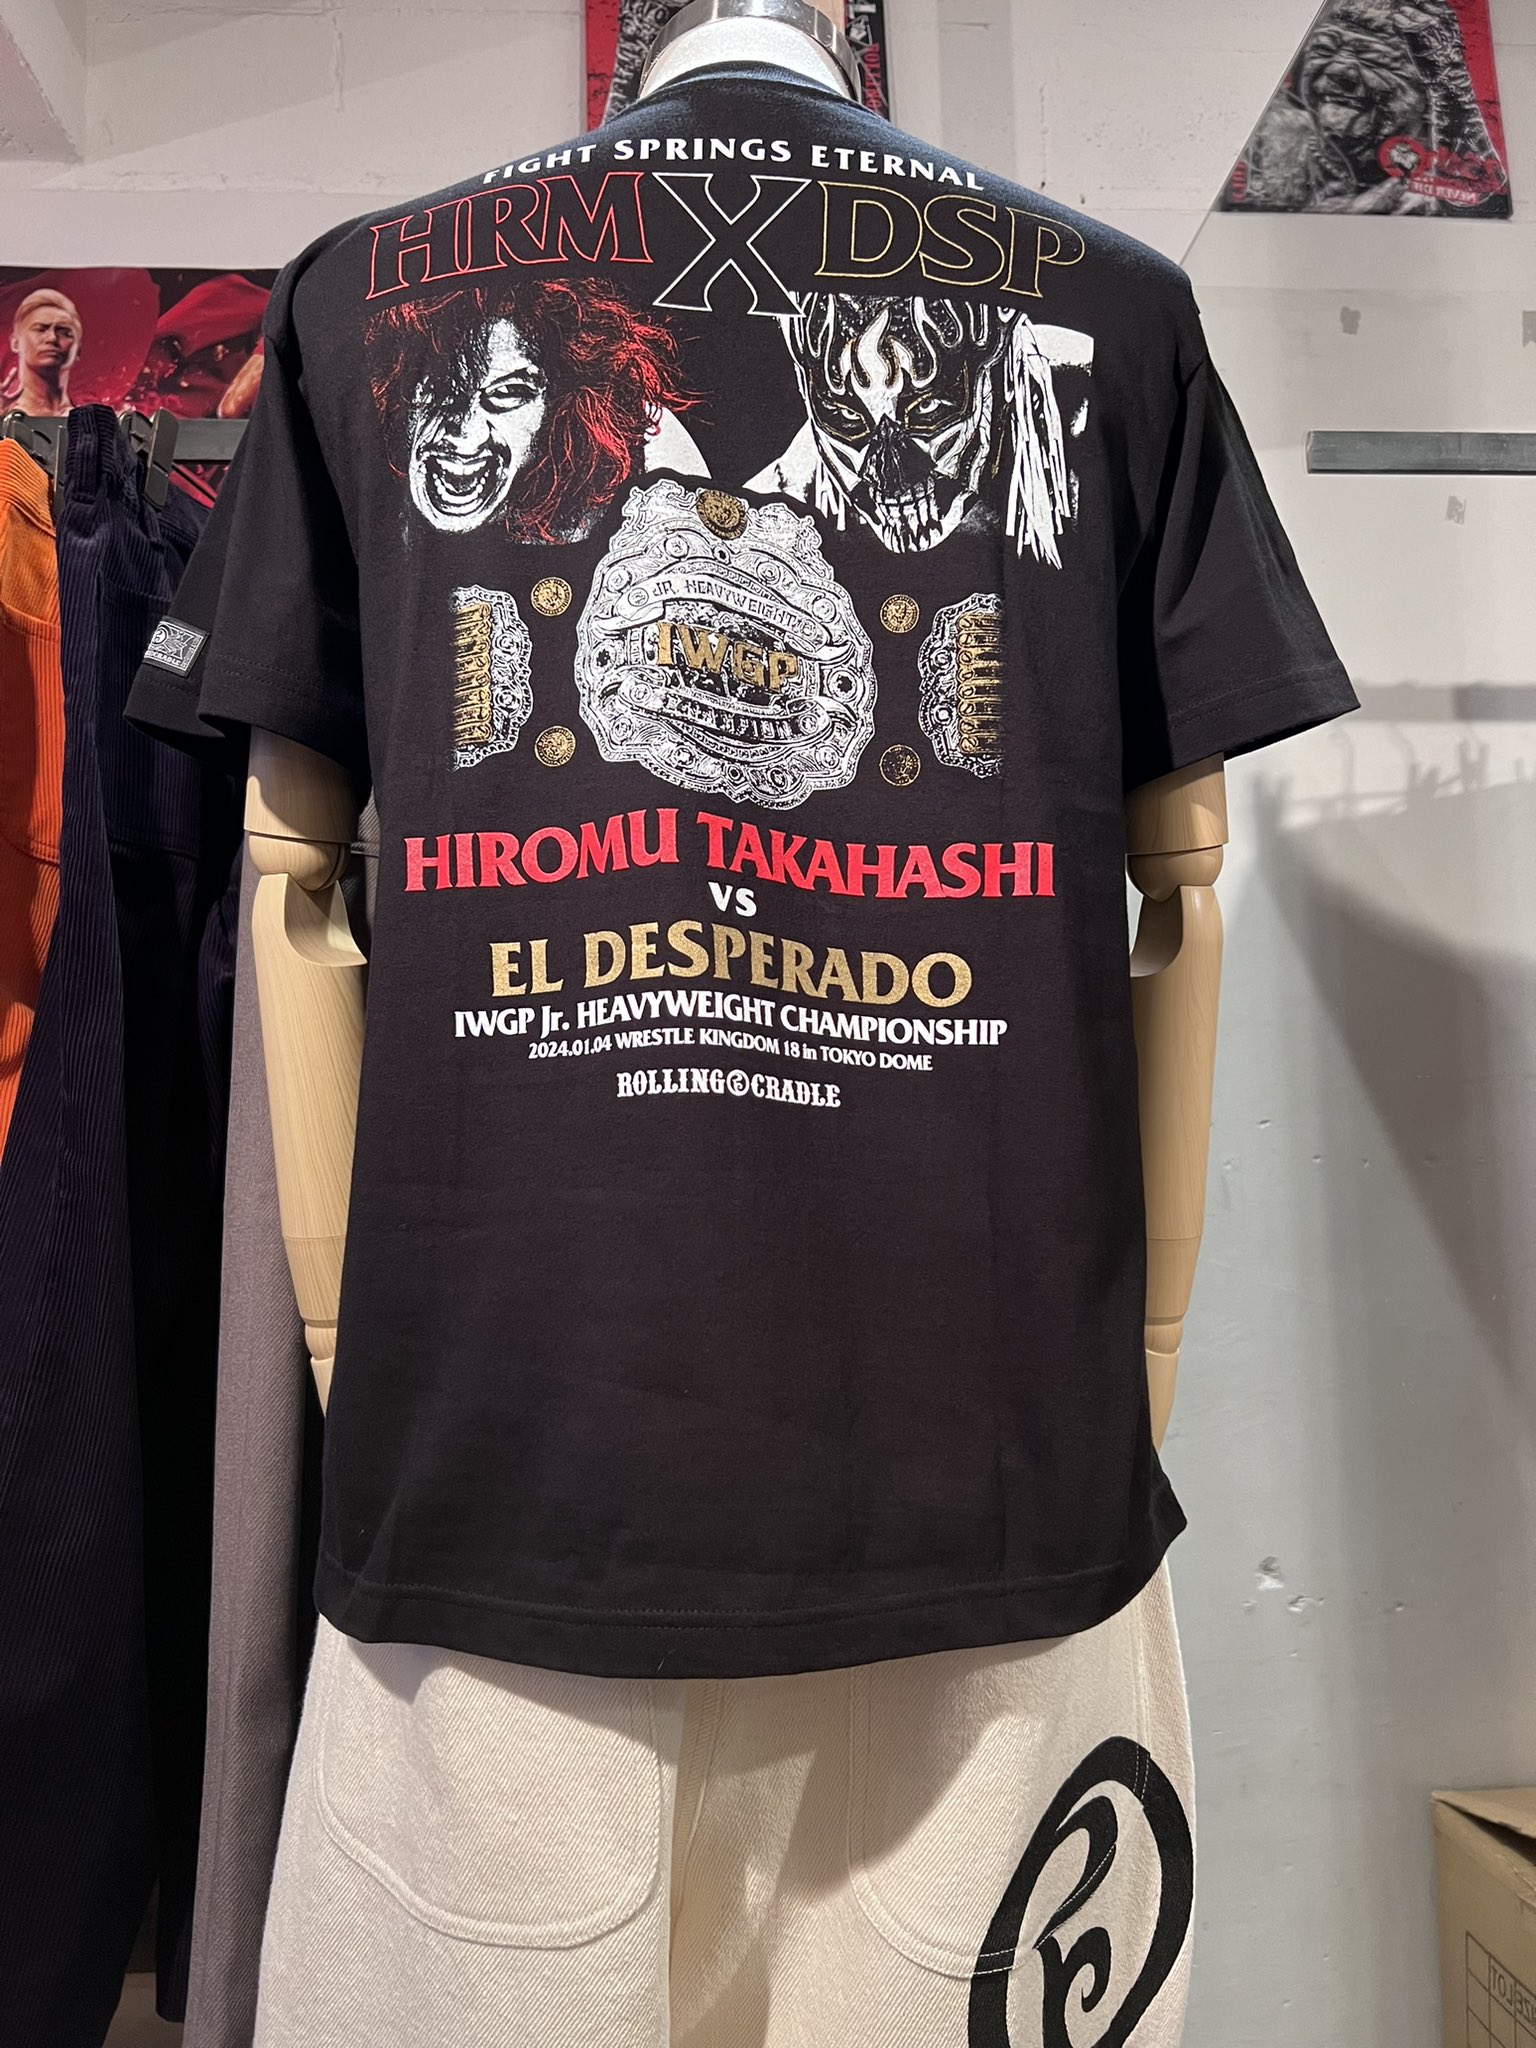 FIGHT SPRINGS ETERNAL
HRM X DSP
JR. HEAVYWEIGHT
IWGP
CHAMPION
HIROMU TAKAHASHI
VS
EL DESPERADO
IWGP Jr. HEAVYWEIGHT CHAMPIONSHIP
2024.01.04 WRESTLE KINGDOM 18 in TOKYO DOME
ROLLING CRADLE